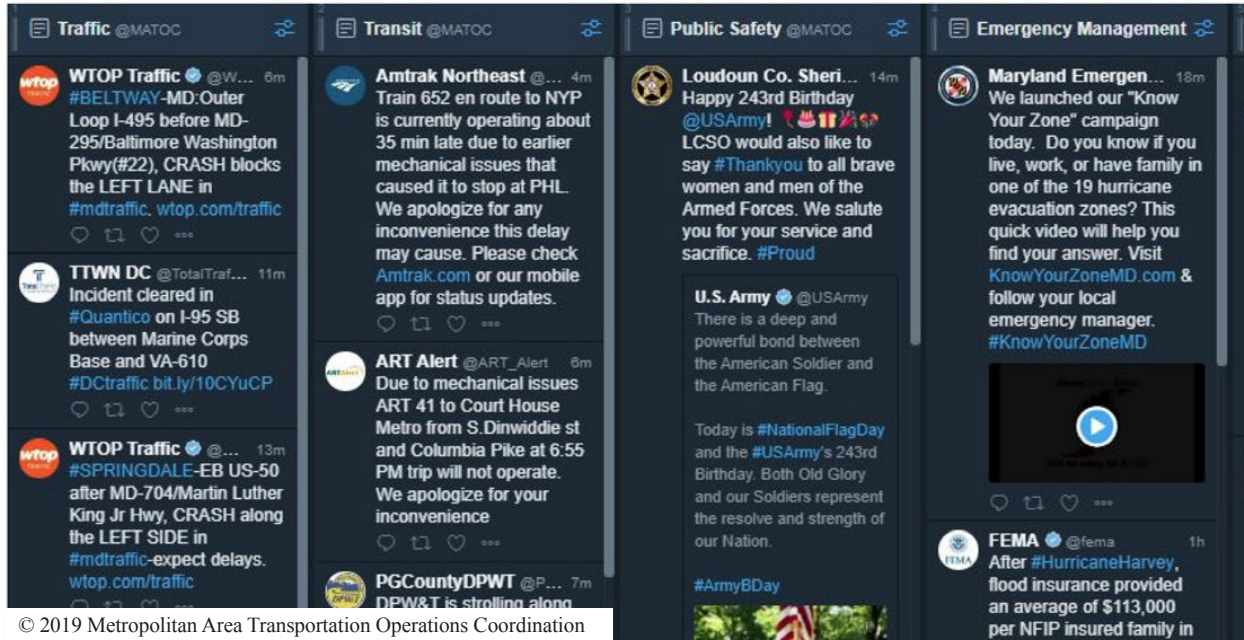 1
Traffic @MATOC
wtop
TRAFFIC
WTOP Traffic @W... 6m
#BELTWAY-MD:Outer
Loop I-495 before MD-
295/Baltimore Washington
Pkwy(#22), CRASH blocks
the LEFT LANE in
#mdtraffic. wtop.com/traffic
TTWN DC @TotalTraf... 11m
Incident cleared in
#Quantico on I-95 SB
between Marine Corps
Base and VA-610
#DCtraffic bit.ly/10CYuCP
wtop
TRAFFIC
WTOP Traffic @... 13m
#SPRINGDALE-EB US-50
after MD-704/Martin Luther
King Jr Hwy, CRASH along
the LEFT SIDE in
#mdtraffic-expect delays.
wtop.com/traffic
2
Transit @MATOC
Amtrak Northeast @... 4m
Train 652 en route to NYP
is currently operating about
35 min late due to earlier
mechanical issues that
caused it to stop at PHL.
We apologize for any
inconvenience this delay
may cause. Please check
Amtrak.com or our mobile
app for status updates.
ART Alert @ART_Alert 6m
Due to mechanical issues
ART 41 to Court House
Metro from S.Dinwiddie st
and Columbia Pike at 6:55
PM trip will not operate.
We apologize for your
inconvenience
DPW&T
PGCountyDPWT @P... 7m
DPW&T is strolling along
3
Public Safety @MATOC
Loudoun Co. Sheri... 14m
Happy 243rd Birthday
@USArmy!
LCSO would also like to
say #Thankyou to all brave
women and men of the
Armed Forces. We salute
you for your service and
sacrifice. #Proud
U.S. Army @USArmy
There is a deep and
powerful bond between
the American Soldier and
the American Flag.
Today is #NationalFlagDay
and the #USArmy's 243rd
Birthday. Both Old Glory
and our Soldiers represent
the resolve and strength of
our Nation.
#ArmyBDay
4
Emergency Management
Maryland Emergen... 18m
We launched our "Know
Your Zone" campaign
today. Do you know if you
live, work, or have family in
one of the 19 hurricane
evacuation zones? This
quick video will help you
find your answer. Visit
KnowYourZoneMD.com &
follow your local
emergency manager.
#KnowYourZoneMD
FEMA
FEMA @fema 1h
After #HurricaneHarvey,
flood insurance provided
an average of $113,000
per NFIP insured family in
© 2019 Metropolitan Area Transportation Operations Coordination